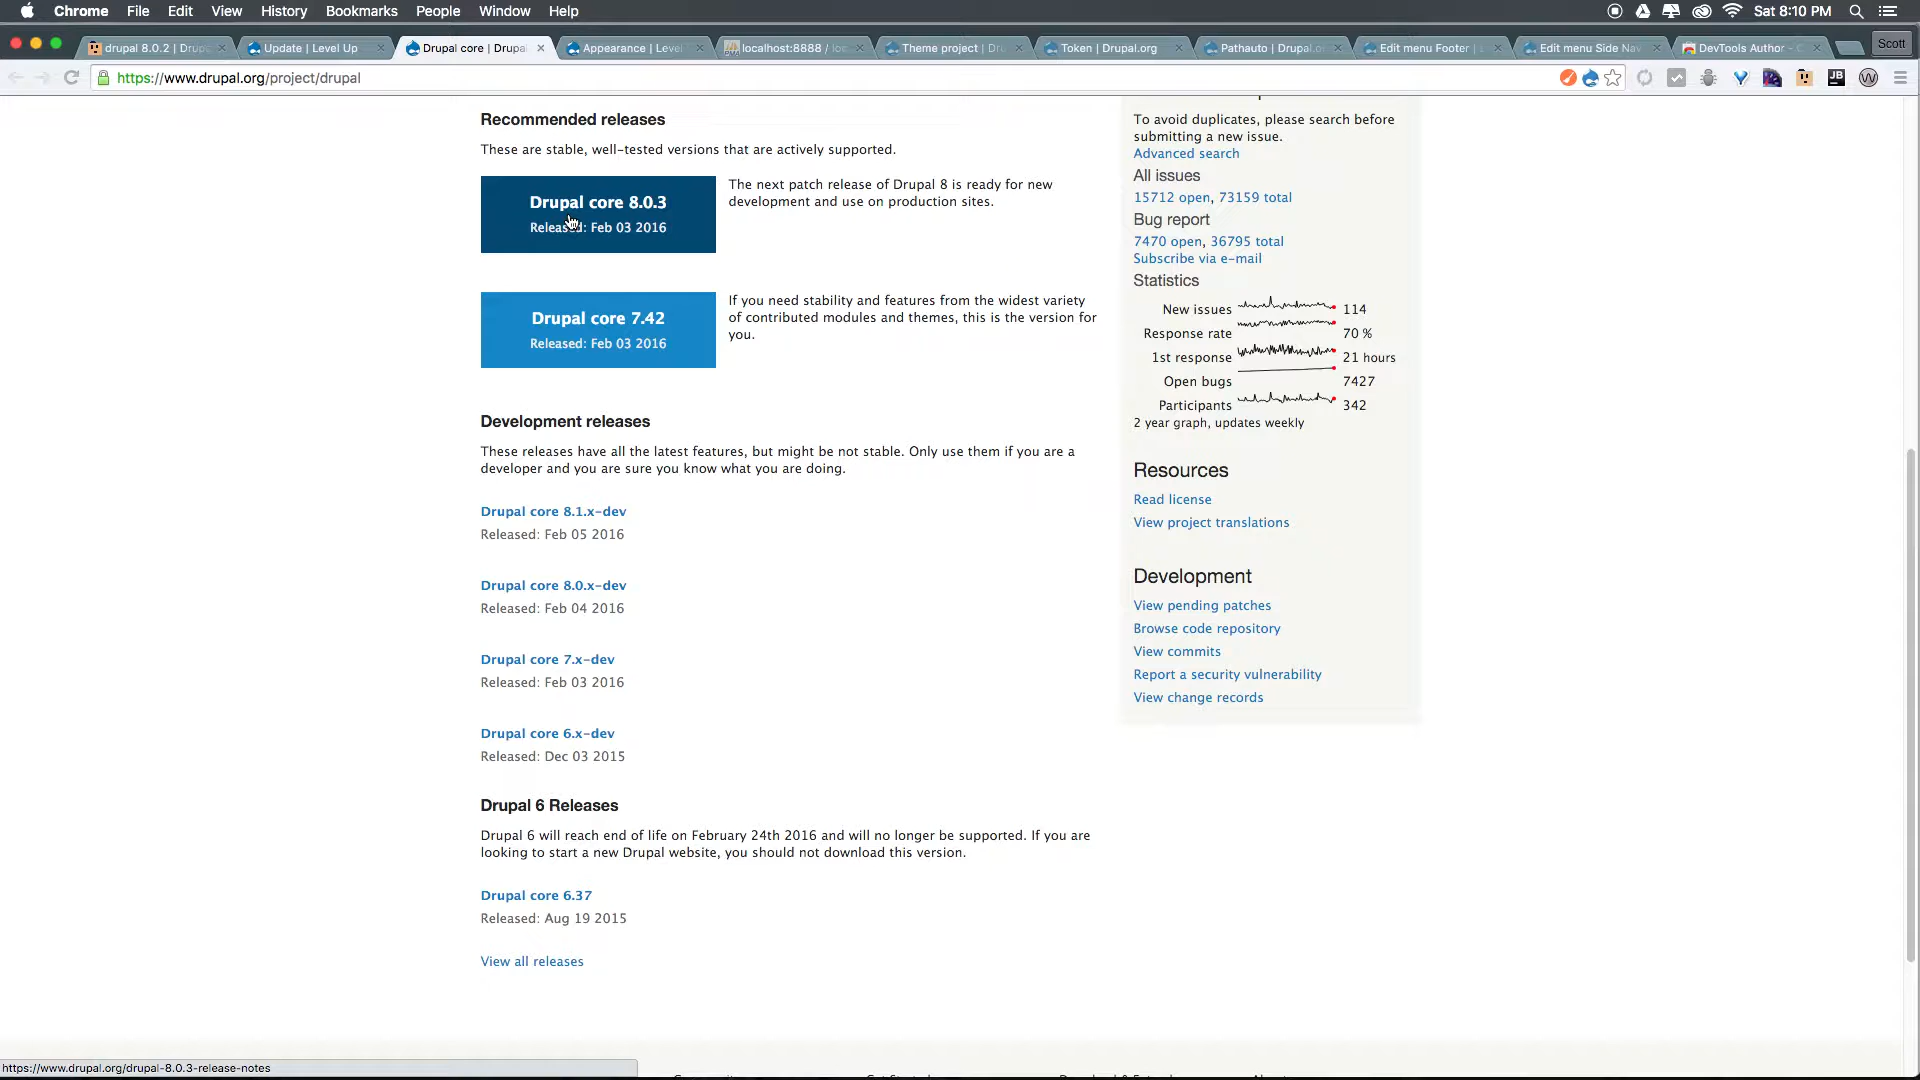 Chrome File Edit View History Bookmarks People Window Help
Sat 8:10 PM
drupal 8.0.2 | Drup
Update | Level Up
Drupal core | Drupa
Appearance | Leve
localhost:8888 / lo
Theme project | Dr
Token | Drupal.org
Pathauto | Drupal.o
Edit menu Footer |
Edit menu Side Nav
DevTools Author - C
Scott
https://www.drupal.org/project/drupal
JB
W
Recommended releases
These are stable, well-tested versions that are actively supported.
Drupal core 8.0.3
Released: Feb 03 2016
The next patch release of Drupal 8 is ready for new
development and use on production sites.
Drupal core 7.42
Released: Feb 03 2016
If you need stability and features from the widest variety
of contributed modules and themes, this is the version for
you.
Development releases
These releases have all the latest features, but might be not stable. Only use them if you are a
developer and you are sure you know what you are doing.
Drupal core 8.1.x-dev
Released: Feb 05 2016
Drupal core 8.0.x-dev
Released: Feb 04 2016
Drupal core 7.x-dev
Released: Feb 03 2016
Drupal core 6.x-dev
Released: Dec 03 2015
Drupal 6 Releases
Drupal 6 will reach end of life on February 24th 2016 and will no longer be supported. If you are
looking to start a new Drupal website, you should not download this version.
Drupal core 6.37
Released: Aug 19 2015
View all releases
To avoid duplicates, please search before
submitting a new issue.
Advanced search
All issues
15712 open, 73159 total
Bug report
7470 open, 36795 total
Subscribe via e-mail
Statistics
New issues 114
Response rate 70 %
1st response 21 hours
Open bugs 7427
Participants 342
2 year graph, updates weekly
Resources
Read license
View project translations
Development
View pending patches
Browse code repository
View commits
Report a security vulnerability
View change records
https://www.drupal.org/drupal-8.0.3-release-notes